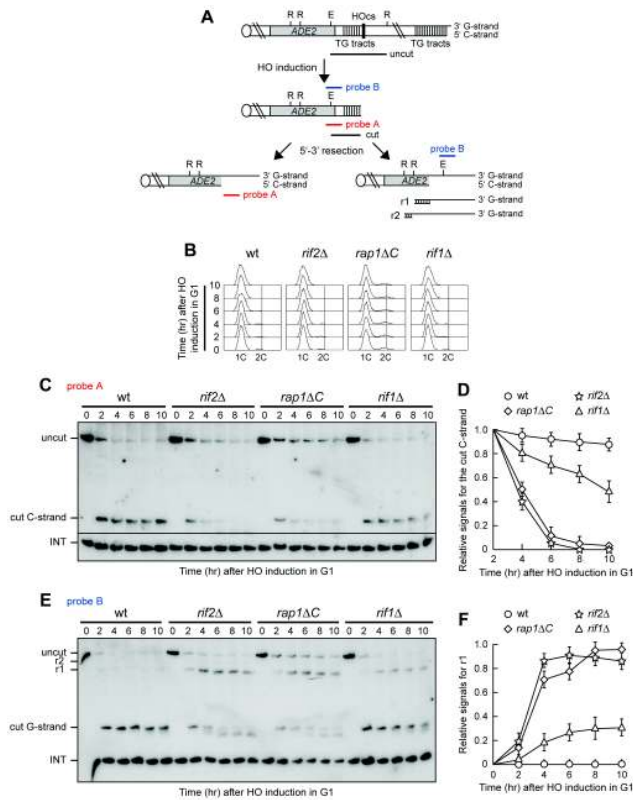 A
R R E HOcs R
ADE2
3' G-strand
5' C-strand
TG tracts
TG tracts
uncut
HO induction
probe B
R R E
ADE2
probe A
cut
5'-3' resection
probe B
R R
ADE2
3' G-strand
5' C-strand
probe A
R R E
ADE2
3' G-strand
5' C-strand
r1
3' G-strand
r2
3' G-strand
B
wt rif2Δ rap1ΔC rif1Δ
Time (hr) after HO
induction in G1
10
8
6
4
2
0
1C 2C 1C 2C 1C 2C 1C 2C
C probe A
wt rif2Δ rap1ΔC rif1Δ
0 2 4 6 8 10 0 2 4 6 8 10 0 2 4 6 8 10 0 2 4 6 8 10
uncut
cut C-strand
INT
Time (hr) after HO induction in G1
D
wt rif2Δ
rap1ΔC rif1Δ
Relative signals for the cut C-strand
1.0
0.8
0.6
0.4
0.2
0
2 4 6 8 10
Time (hr) after HO induction in G1
E probe B
wt rif2Δ rap1ΔC rif1Δ
0 2 4 6 8 10 0 2 4 6 8 10 0 2 4 6 8 10 0 2 4 6 8 10
uncut
r2
r1
cut G-strand
INT
Time (hr) after HO induction in G1
F
wt rif2Δ
rap1ΔC rif1Δ
Relative signals for r1
1.0
0.8
0.6
0.4
0.2
0
0 2 4 6 8 10
Time (hr) after HO induction in G1